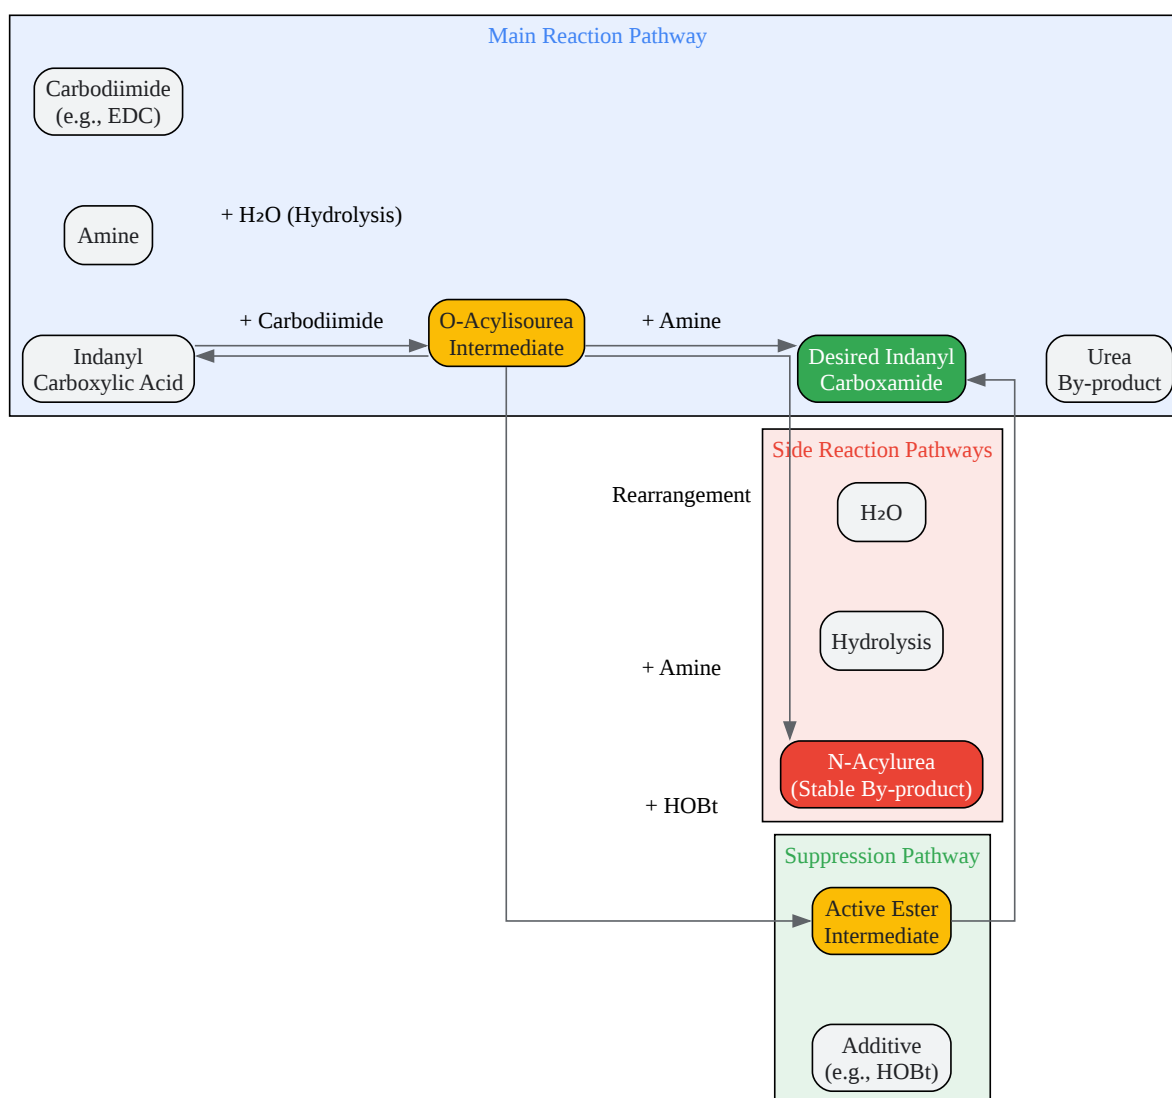 Main Reaction Pathway
Carbodiimide
(e.g., EDC)
Amine
+ H₂O (Hydrolysis)
+ Carbodiimide
O-Acylisourea
Intermediate
+ Amine
Indanyl
Carboxylic Acid
Desired Indanyl
Carboxamide
Urea
By-product
Side Reaction Pathways
Rearrangement
H₂O
Hydrolysis
+ Amine
N-Acylurea
(Stable By-product)
+ HOBt
Suppression Pathway
Active Ester
Intermediate
Additive
(e.g., HOBt)